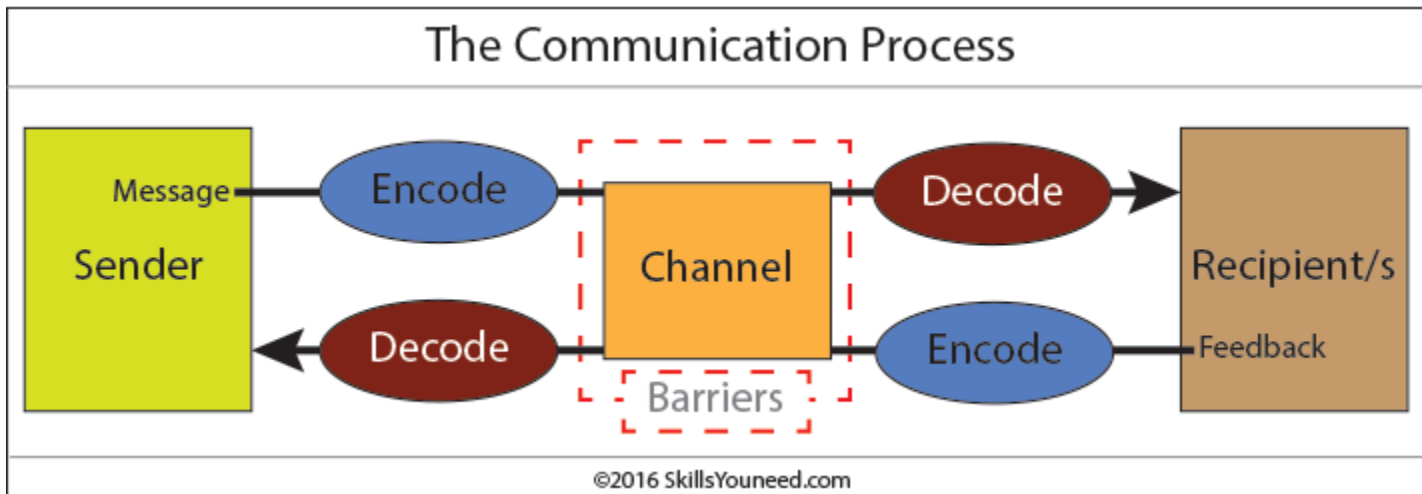 The Communication Process
Message
Encode
Decode
Sender
Channel
Recipient/s
Decode
Encode
Feedback
Barriers
©2016 SkillsYouneed.com